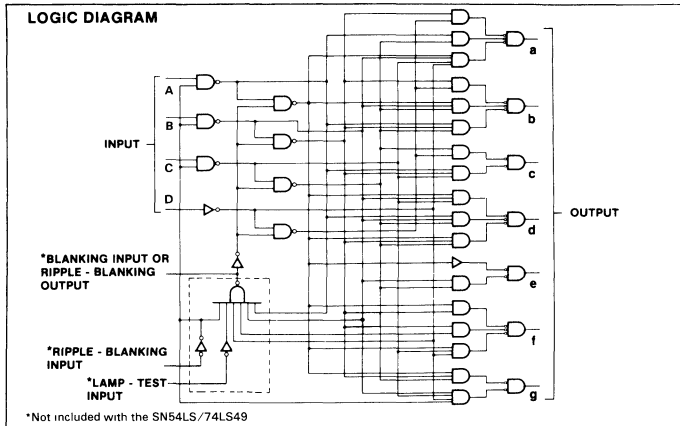 LOGIC DIAGRAM
A
B
INPUT
C
D
*BLANKING INPUT OR
RIPPLE - BLANKING
OUTPUT
*RIPPLE - BLANKING
INPUT
*LAMP - TEST
INPUT
a
b
c
d
OUTPUT
e
f
g
*Not included with the SN54LS/74LS49